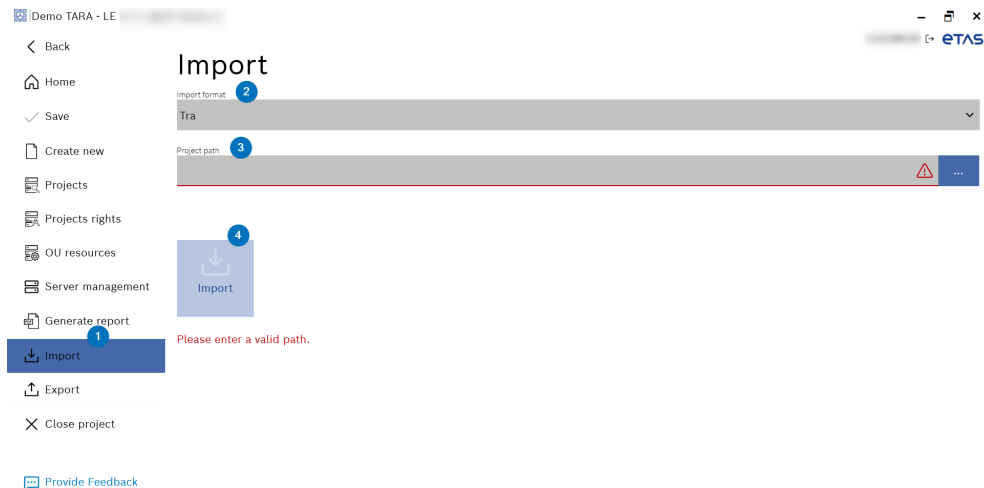 Demo TARA - LE
Back
eTAS
Import
Home
Import format
2
Save
Tra
Create new
Project path
3
Projects
...
Projects rights
4
OU resources
Import
Server management
Generate report
1
Please enter a valid path.
Import
Export
Close project
Provide Feedback